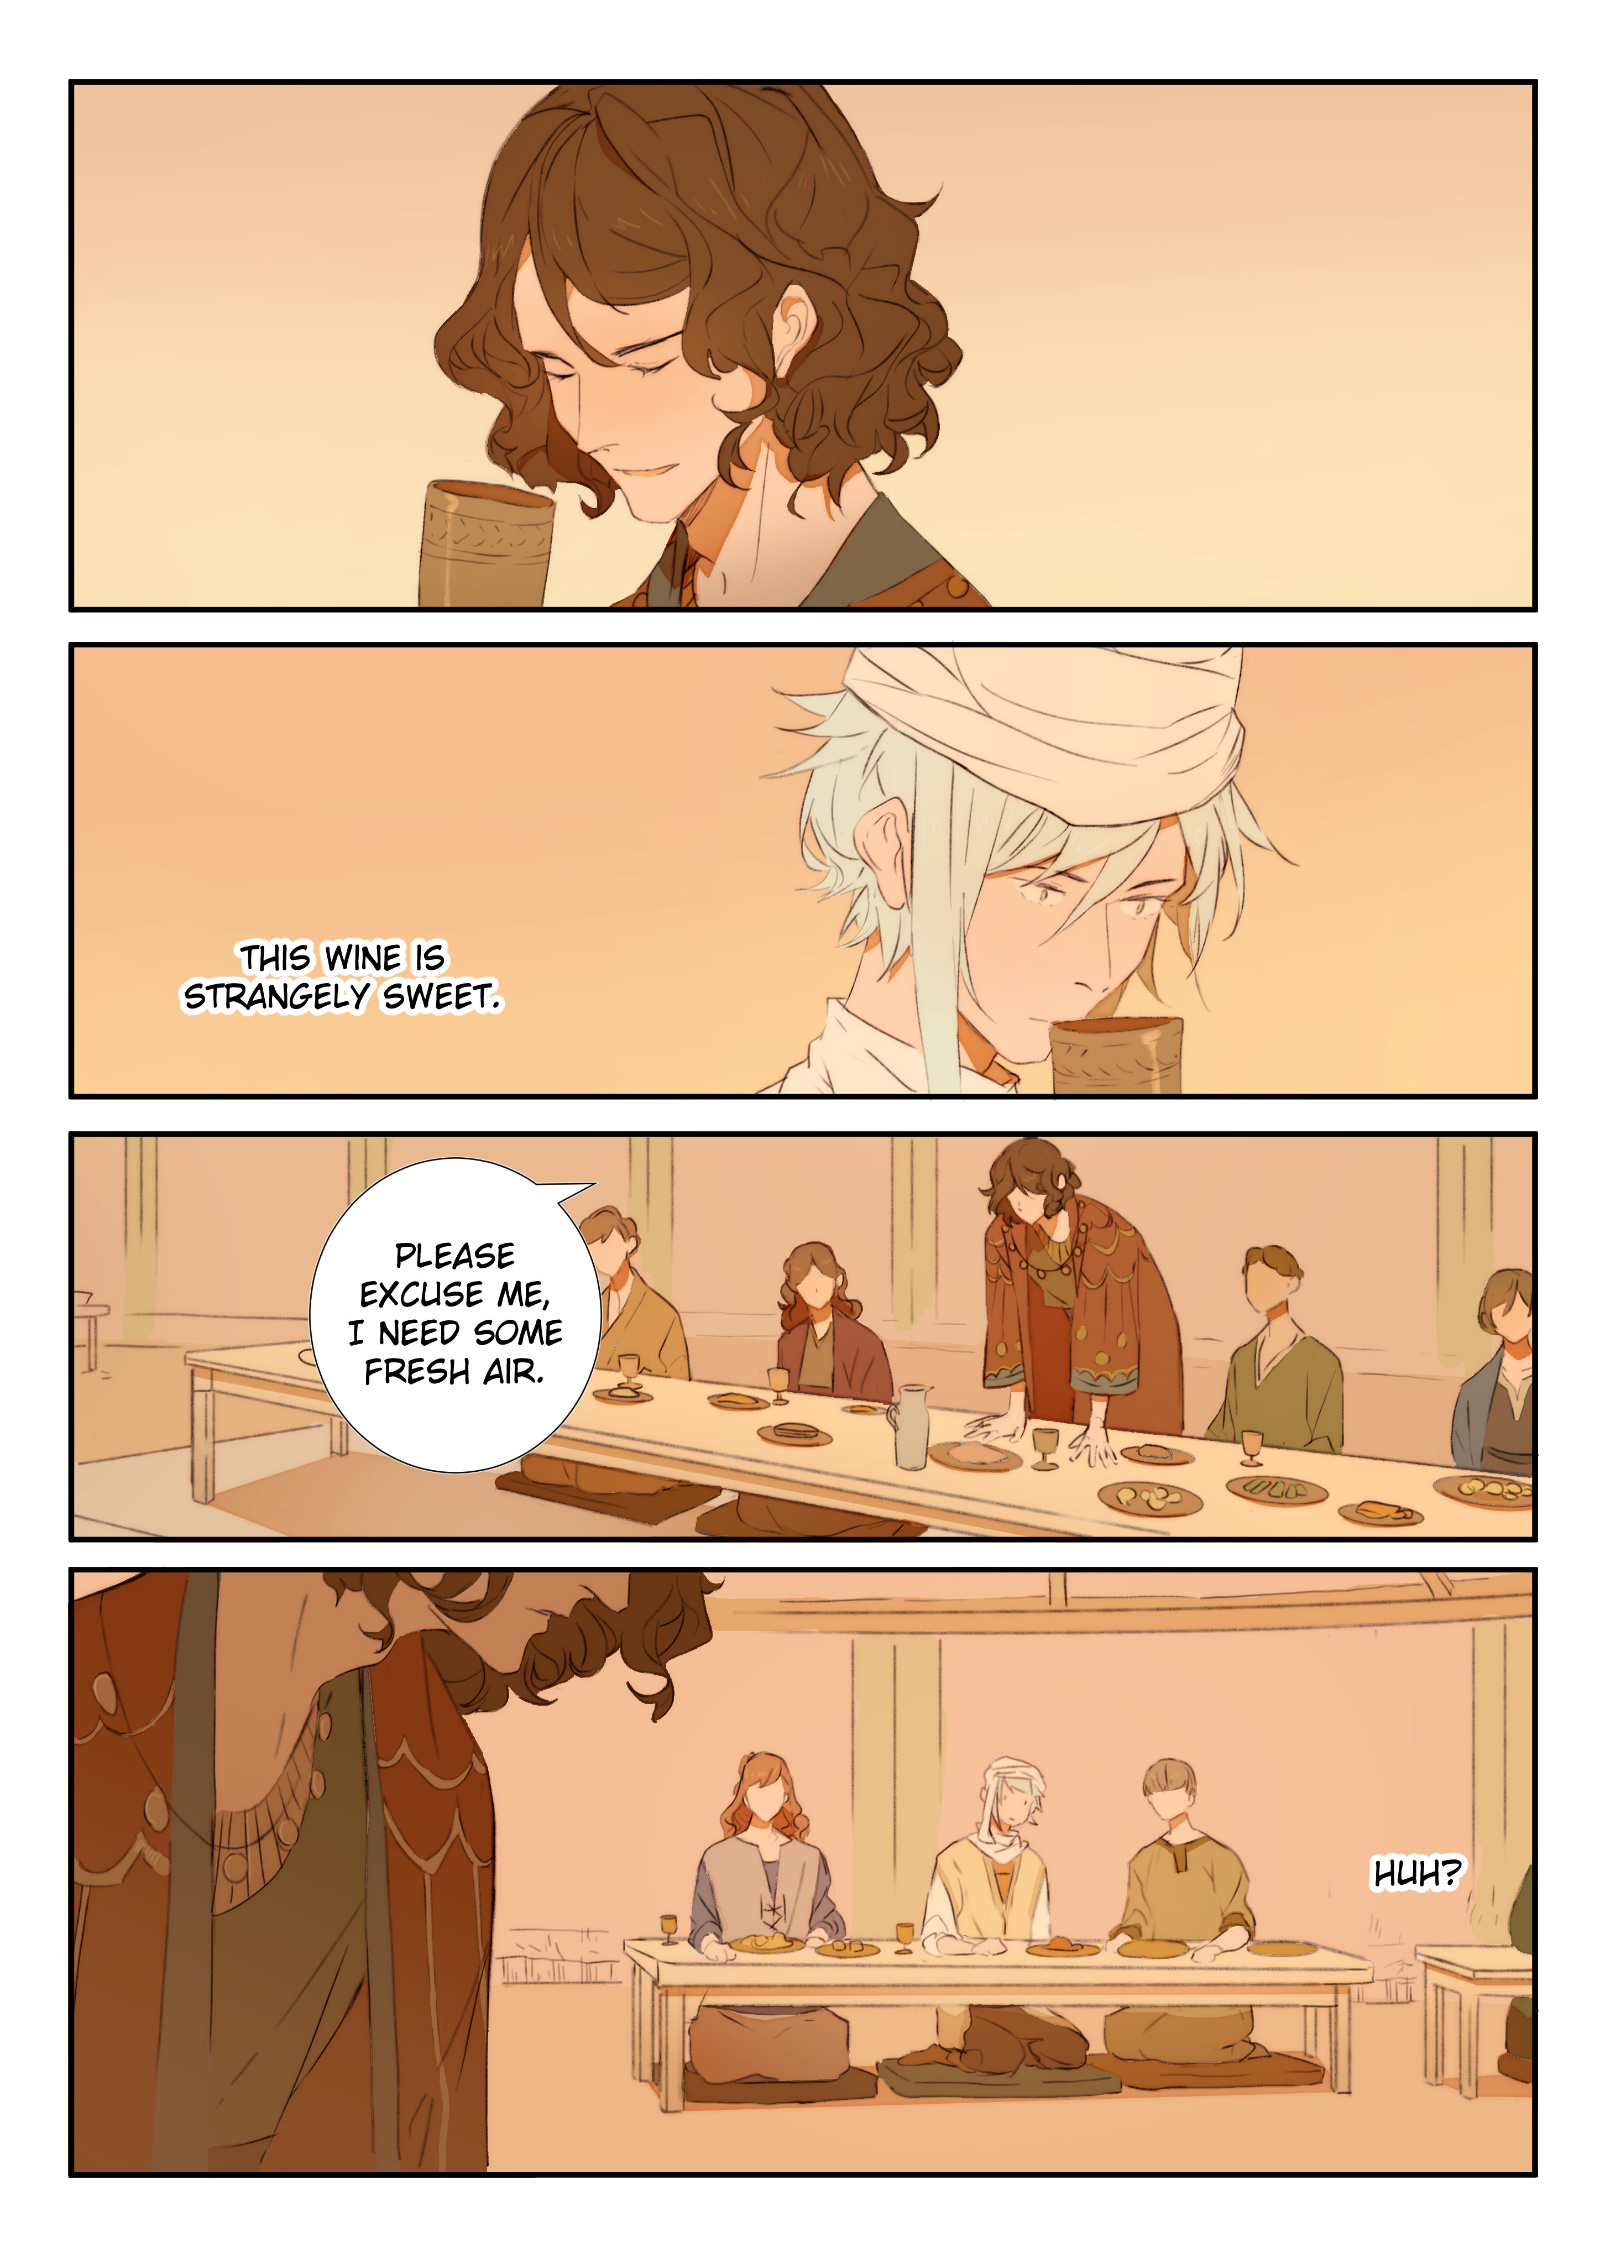 THIS WINE IS
STRANGELY SWEET.
PLEASE
EXCUSE ME,
I NEED SOME
FRESH AIR.
HUH?